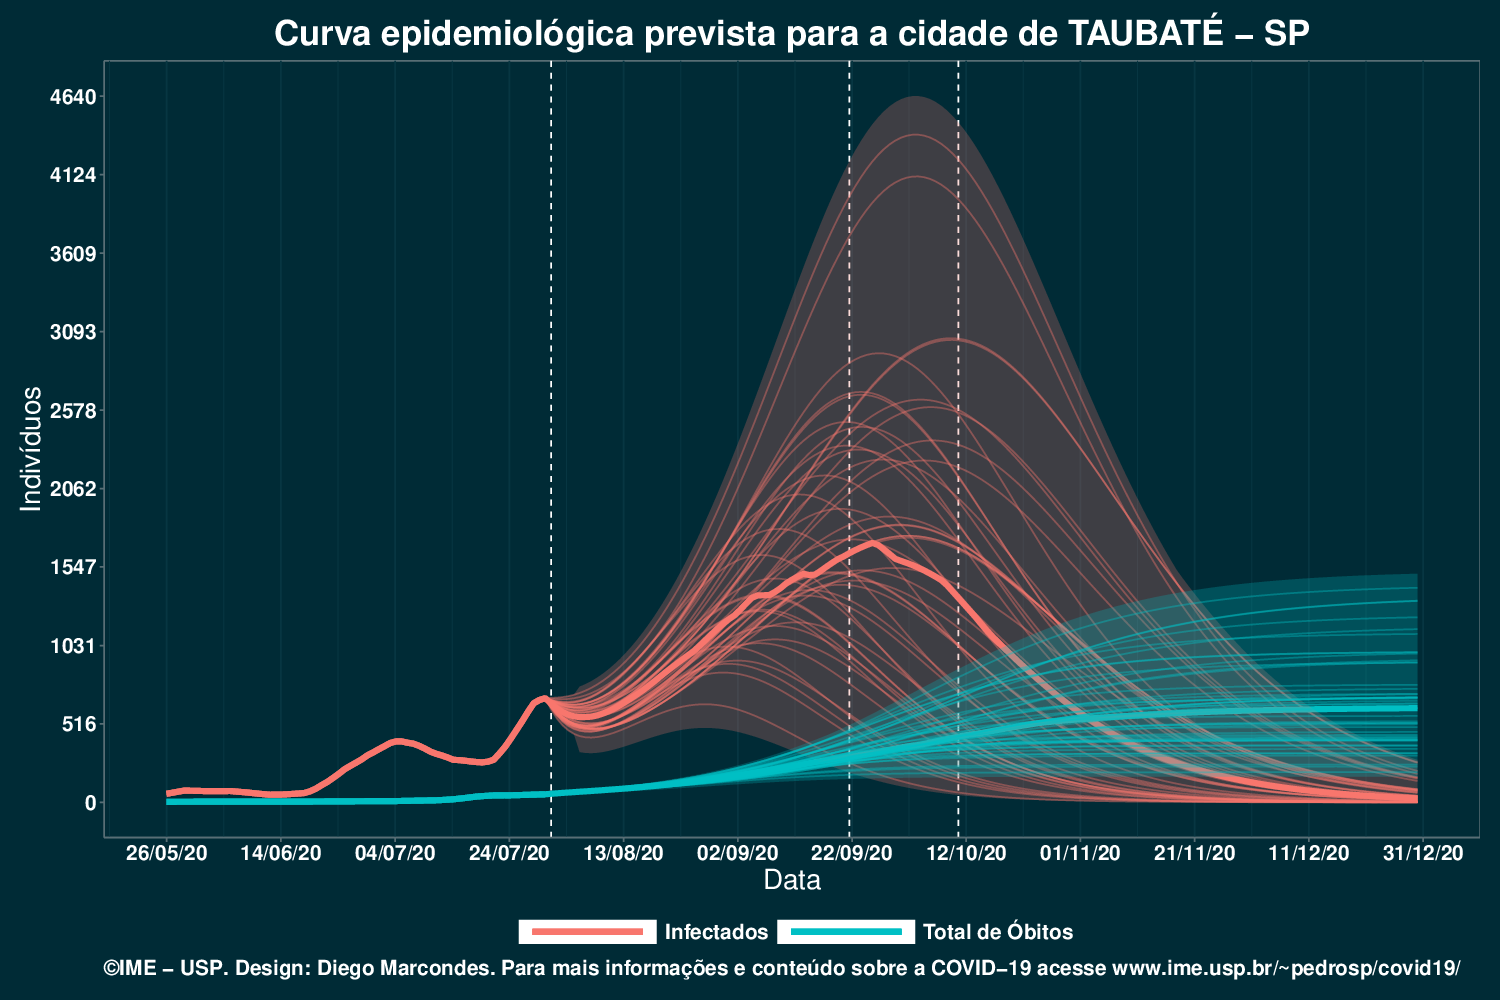 Curva epidemiológica prevista para a cidade de TAUBATÉ – SP
Indivíduos
4640
4124
3609
3093
2578
2062
1547
1031
516
0
26/05/20 14/06/20 04/07/20 24/07/20 13/08/20 02/09/20 22/09/20 12/10/20 01/11/20 21/11/20 11/12/20 31/12/20
Data
Infectados Total de Óbitos
©IME – USP. Design: Diego Marcondes. Para mais informações e conteúdo sobre a COVID–19 acesse www.ime.usp.br/~pedrosp/covid19/